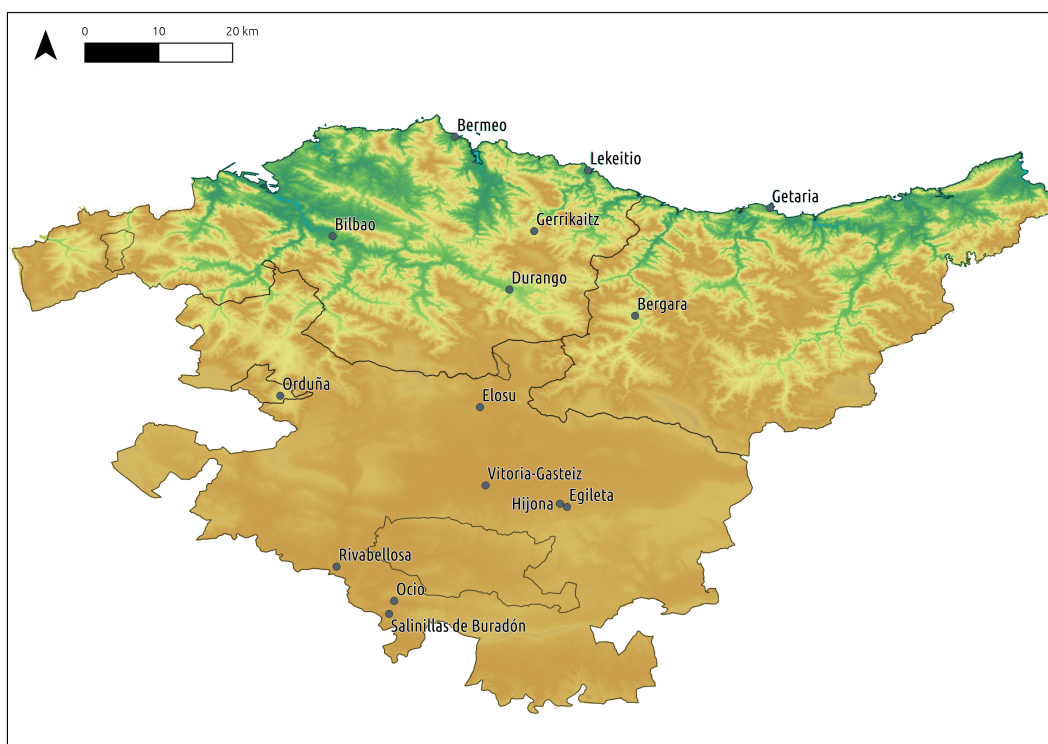 0 10 20 km
Bermeo
Lekeitio
Getaria
Bilbao
Gerrikaitz
Durango
Bergara
Orduña
Elosu
Vitoria-Gasteiz
Hijona
Egileta
Rivabellosa
Ocio
Salinillas de Buradón